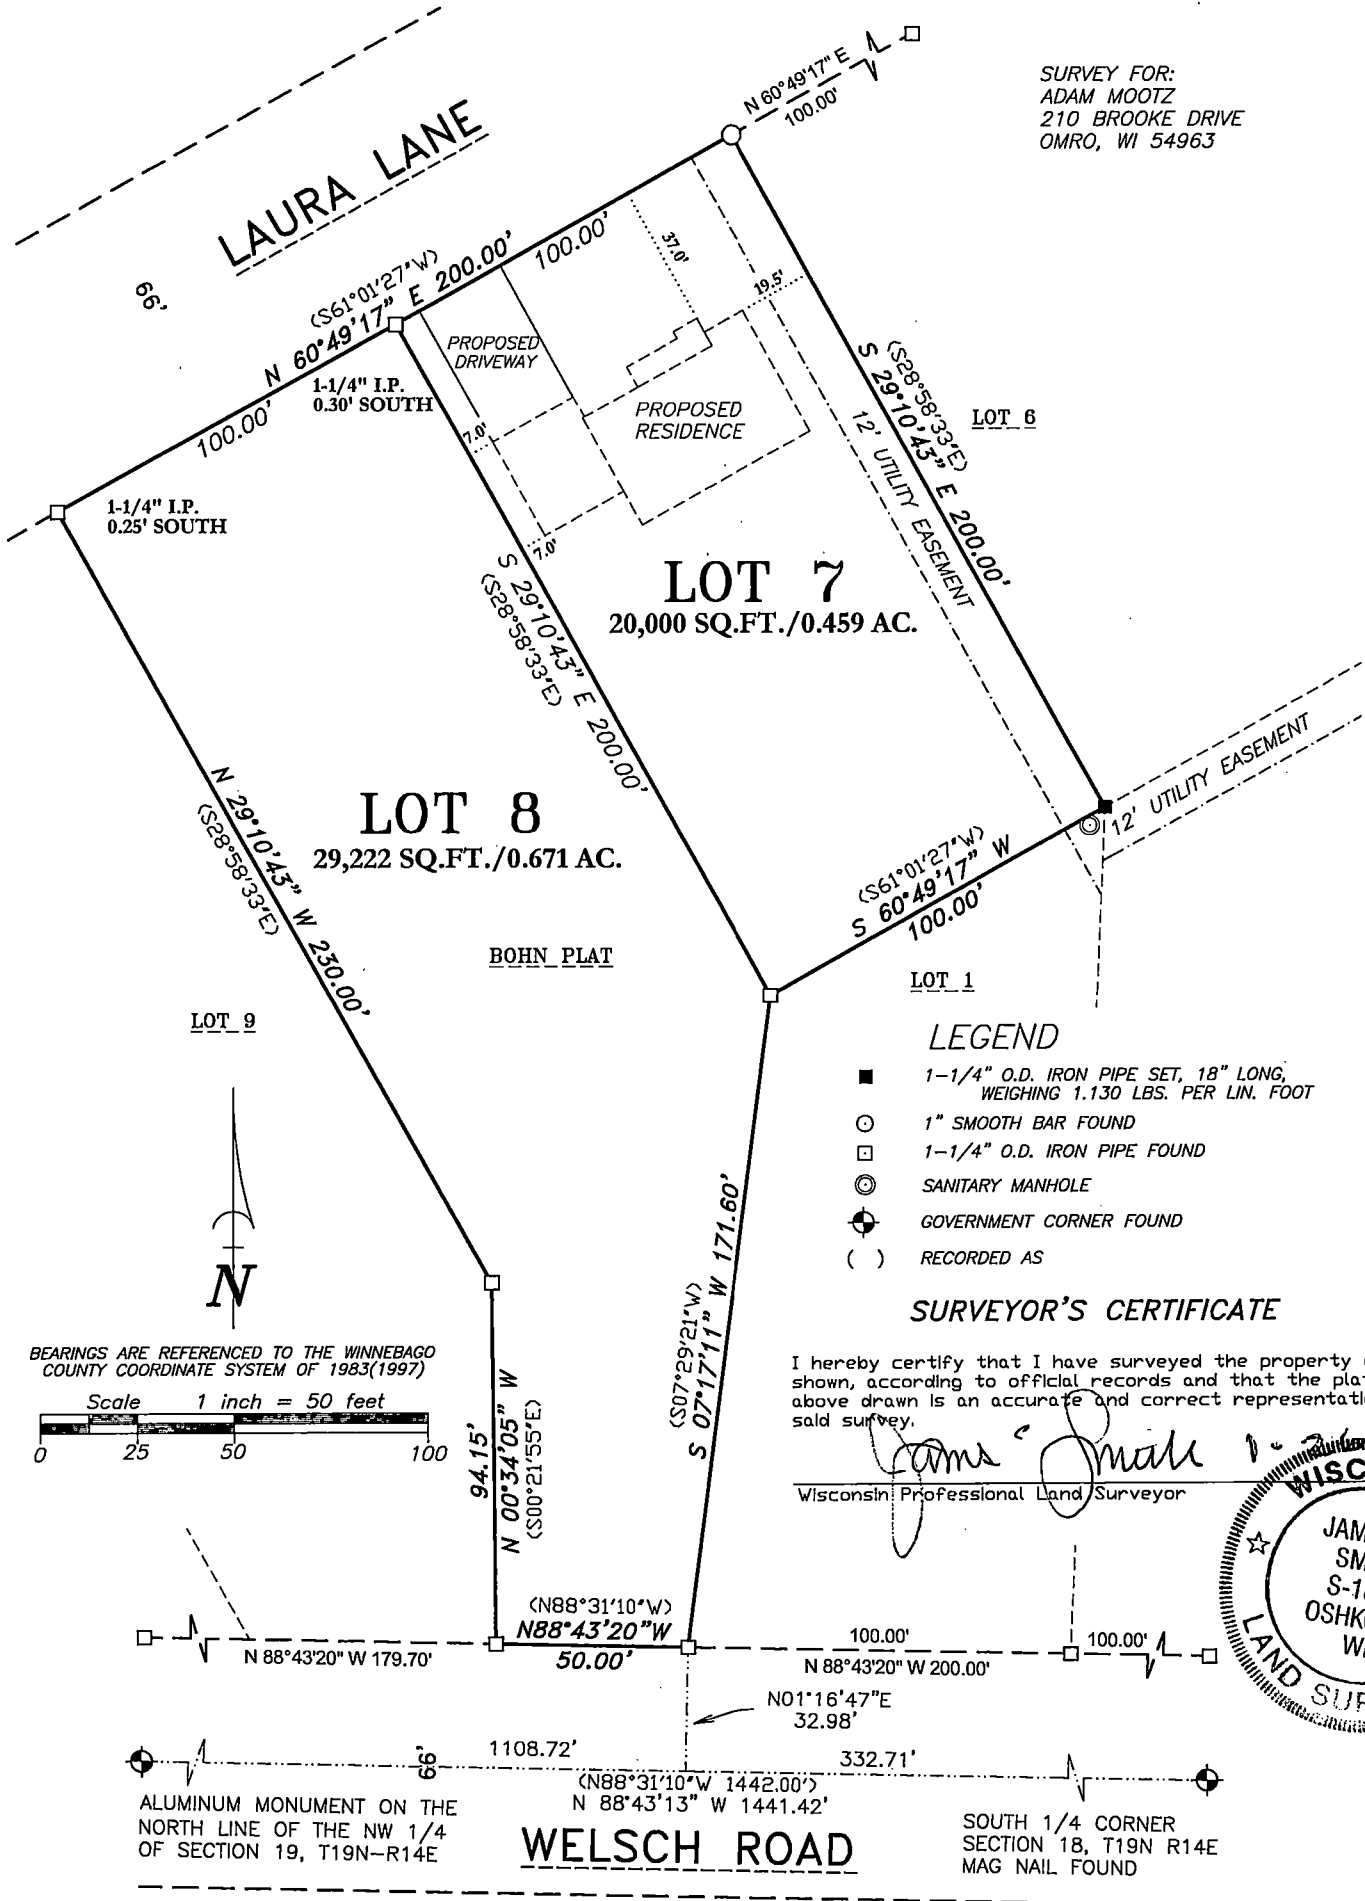 SURVEY FOR:
ADAM MOOTZ
210 BROOKE DRIVE
OMRO, WI 54963
N 60°49'17" E
100.00'
LAURA LANE
66'
(S61°01'27"W)
N 60°49'17" E 200.00'
100.00'
100.00'
1-1/4" I.P.
0.30' SOUTH
1-1/4" I.P.
0.25' SOUTH
PROPOSED
DRIVEWAY
37.0'
19.5'
PROPOSED
RESIDENCE
7.0'
7.0'
12' UTILITY EASEMENT
(S28°58'33"E)
S 29°10'43" E 200.00'
LOT 6
LOT 7
20,000 SQ.FT./0.459 AC.
S 29°10'43" E 200.00'
(S28°58'33"E)
12' UTILITY EASEMENT
N 29°10'43" W 230.00'
(S28°58'33"E)
LOT 8
29,222 SQ.FT./0.671 AC.
(S61°01'27"W)
S 60°49'17" W
100.00'
BOHN PLAT
LOT 1
LOT 9
LEGEND
1-1/4" O.D. IRON PIPE SET, 18" LONG,
WEIGHING 1.130 LBS. PER LIN. FOOT
1" SMOOTH BAR FOUND
1-1/4" O.D. IRON PIPE FOUND
SANITARY MANHOLE
GOVERNMENT CORNER FOUND
( ) RECORDED AS
N
BEARINGS ARE REFERENCED TO THE WINNEBAGO
COUNTY COORDINATE SYSTEM OF 1983(1997)
Scale 1 inch = 50 feet
0 25 50 100
(S07°29'21"W)
S 07°17'11" W 171.60'
94.15'
N 00°34'05" W
(S00°21'55"E)
SURVEYOR'S CERTIFICATE
I hereby certify that I have surveyed the property
shown, according to official records and that the plat
above drawn is an accurate and correct representati
said survey.
Wisconsin Professional Land Surveyor
WISC
JAM
SM
S-1
OSHK
W
LAND SUR
(N88°31'10"W)
N88°43'20"W
50.00'
N 88°43'20" W 179.70'
100.00'
N 88°43'20" W 200.00'
100.00'
N01°16'47"E
32.98'
66'
1108.72'
332.71'
(N88°31'10"W 1442.00')
N 88°43'13" W 1441.42'
ALUMINUM MONUMENT ON THE
NORTH LINE OF THE NW 1/4
OF SECTION 19, T19N-R14E
WELSCH ROAD
SOUTH 1/4 CORNER
SECTION 18, T19N R14E
MAG NAIL FOUND